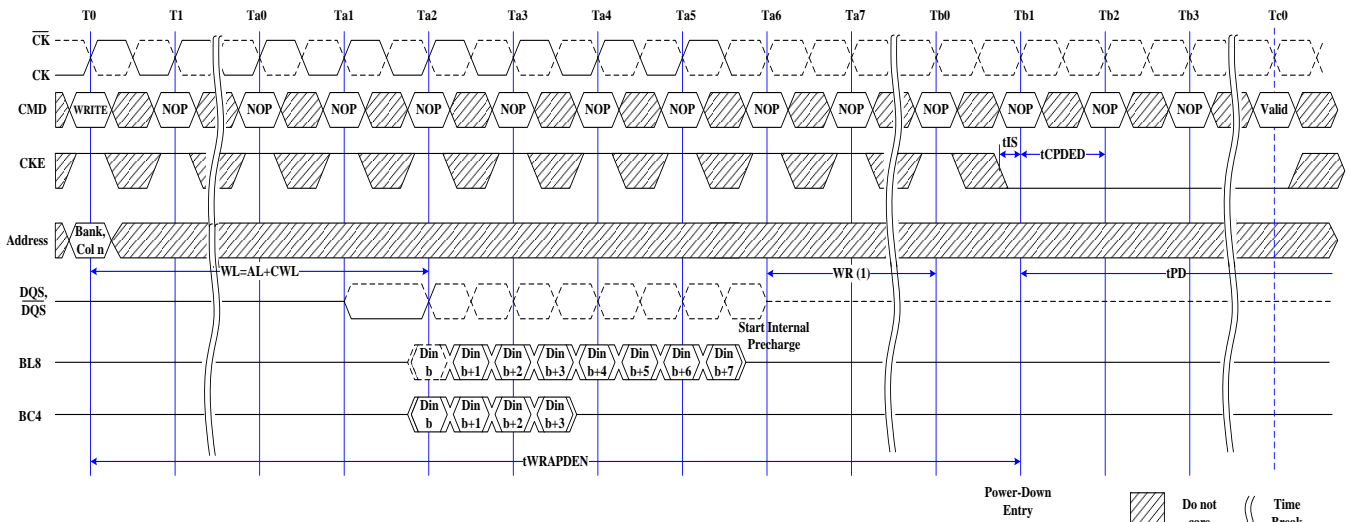 T0 T1 Ta0 Ta1 Ta2 Ta3 Ta4 Ta5 Ta6 Ta7 Tb0 Tb1 Tb2 Tb3 Tc0
CK
CK
CMD WRITE NOP NOP NOP NOP NOP NOP NOP NOP NOP NOP NOP NOP NOP Valid
tIS
CKE tCPDED
Address Bank,
Col n
WL=AL+CWL WR (1) tPD
DQS,
DQS
Start Internal
Precharge
BL8 Din Din Din Din Din Din Din Din
b b+1 b+2 b+3 b+4 b+5 b+6 b+7
BC4 Din Din Din Din
b b+1 b+2 b+3
tWRAPDEN
Power-Down
Entry
Do not
care
Time
Break